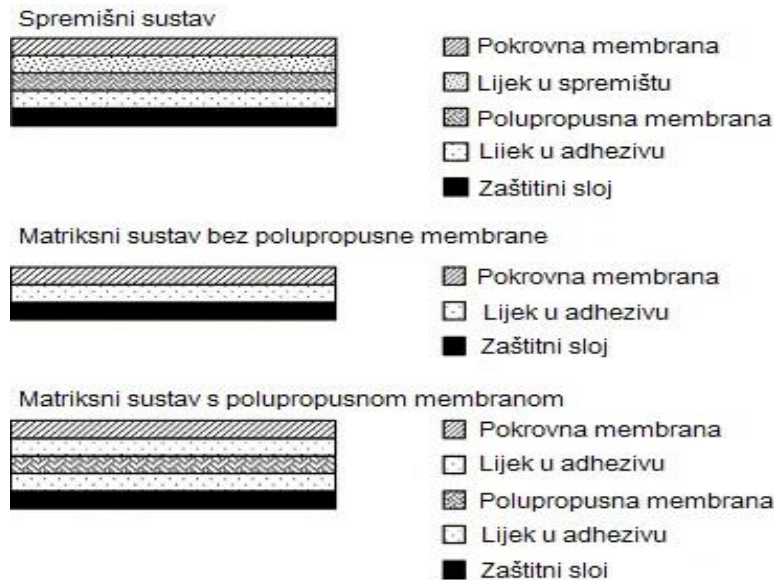 Spremišni sustav
Pokrovna membrana
Lijek u spremištu
Polupropusna membrana
Liiek u adhezivu
Zaštitini sloj
Matriksni sustav bez polupropusne membrane
Pokrovna membrana
Lijek u adhezivu
Zaštitni sloj
Matriksni sustav s polupropusnom membranom
Pokrovna membrana
Lijek u adhezivu
Polupropusna membrana
Lijek u adhezivu
Zaštitni sloi